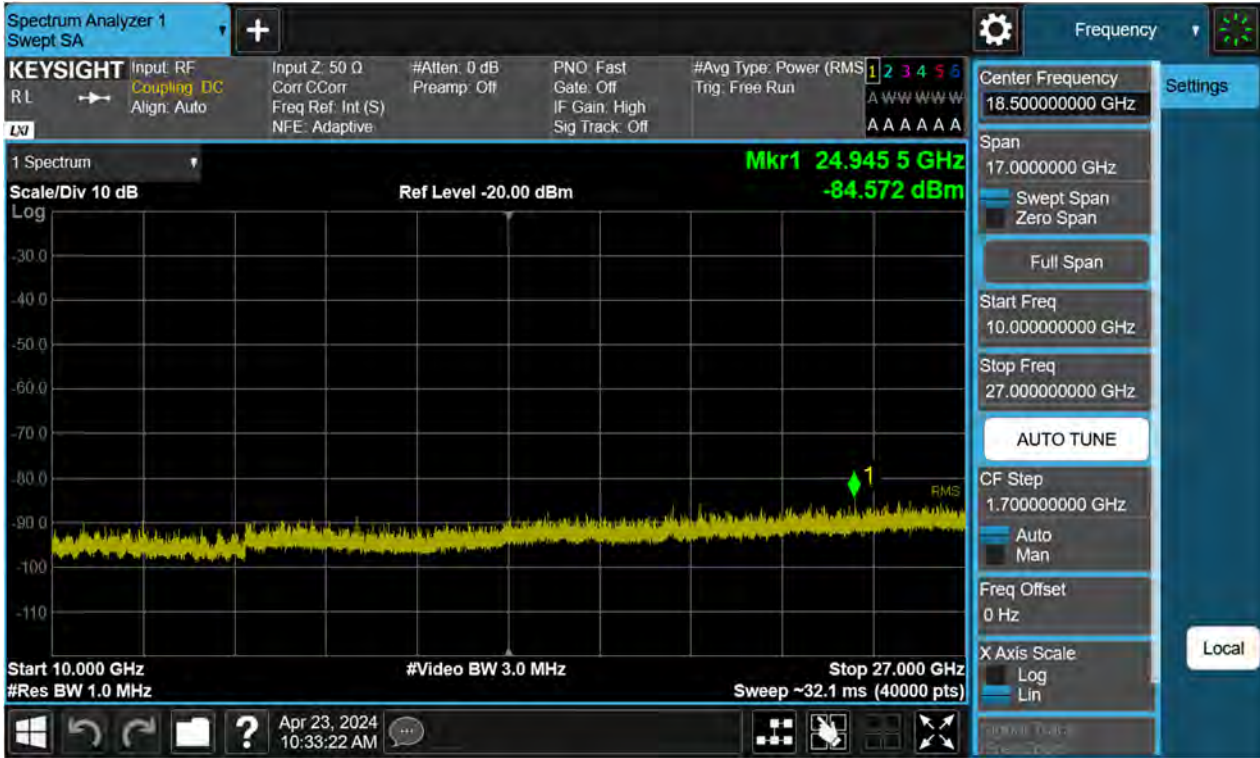 Spectrum Analyzer 1
Swept SA
+
Frequency
KEYSIGHT
RL
LXI
Input: RF
Coupling: DC
Align: Auto
Input Z: 50 Ω
Corr CCorr
Freq Ref: Int (S)
NFE: Adaptive
#Atten: 0 dB
Preamp: Off
PNO: Fast
Gate: Off
IF Gain: High
Sig Track: Off
#Avg Type: Power (RMS
Trig: Free Run
1 2 3 4 5 6
A W W W W W
A A A A A A
1 Spectrum
Scale/Div 10 dB
Ref Level -20.00 dBm
Mkr1 24.945 5 GHz
-84.572 dBm
Log
-30.0
-40.0
-50.0
-60.0
-70.0
-80.0
-90.0
-100
-110
1
RMS
Start 10.000 GHz
#Video BW 3.0 MHz
Stop 27.000 GHz
#Res BW 1.0 MHz
Sweep ~32.1 ms (40000 pts)
Center Frequency
18.500000000 GHz
Settings
Span
17.0000000 GHz
Swept Span
Zero Span
Full Span
Start Freq
10.000000000 GHz
Stop Freq
27.000000000 GHz
AUTO TUNE
CF Step
1.700000000 GHz
Auto
Man
Freq Offset
0 Hz
X Axis Scale
Log
Lin
Local
?
Apr 23, 2024
10:33:22 AM